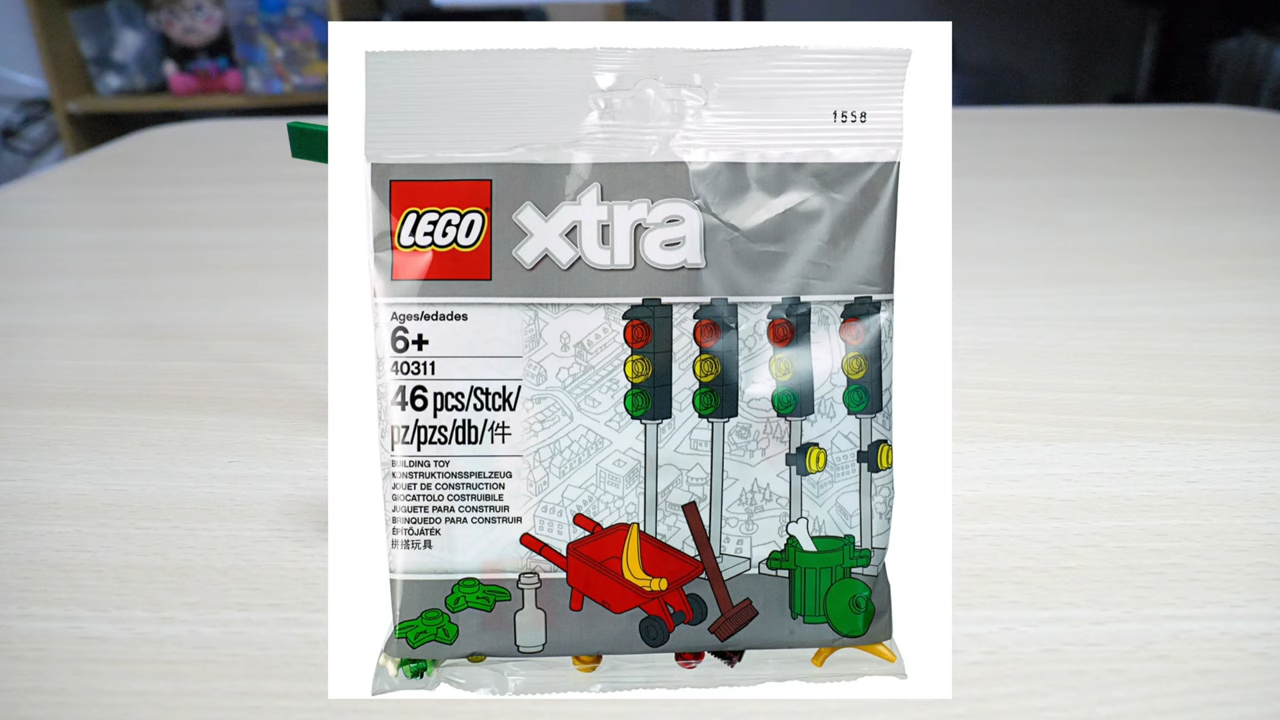 1558
LEGO xtra
Ages/edades
6+
40311
46 pcs/Stck/
pz/pzs/db/件
BUILDING TOY
KONSTRUKTIONSSPIELZEUG
JOUET DE CONSTRUCTION
GIOCATTOLO COSTRUIBILE
JUGUETE PARA CONSTRUIR
BRINQUEDO PARA CONSTRUIR
ÉPÍTŐJÁTÉK
拼搭玩具